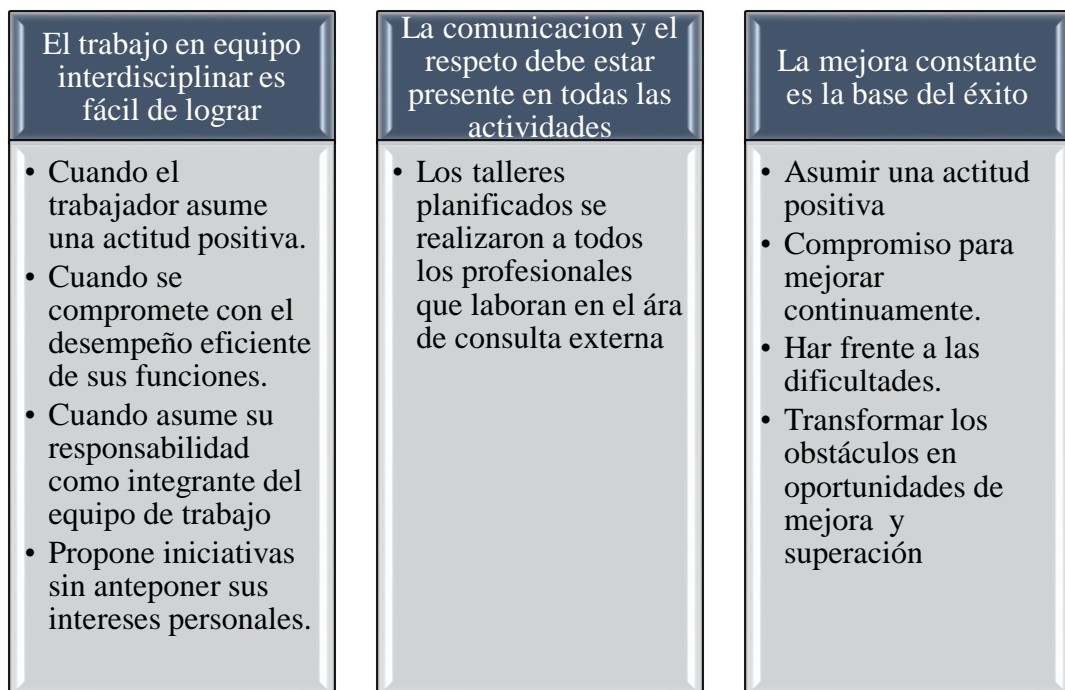 El trabajo en equipo
interdisciplinar es
fácil de lograr
• Cuando el
trabajador asume
una actitud positiva.
• Cuando se
compromete con el
desempeño eficiente
de sus funciones.
• Cuando asume su
responsabilidad
como integrante del
equipo de trabajo
• Propone iniciativas
sin anteponer sus
intereses personales.
La comunicacion y el
respeto debe estar
presente en todas las
actividades
• Los talleres
planificados se
realizaron a todos
los profesionales
que laboran en el ára
de consulta externa
La mejora constante
es la base del éxito
• Asumir una actitud
positiva
• Compromiso para
mejorar
continuamente.
• Har frente a las
dificultades.
• Transformar los
obstáculos en
oportunidades de
mejora y
superación